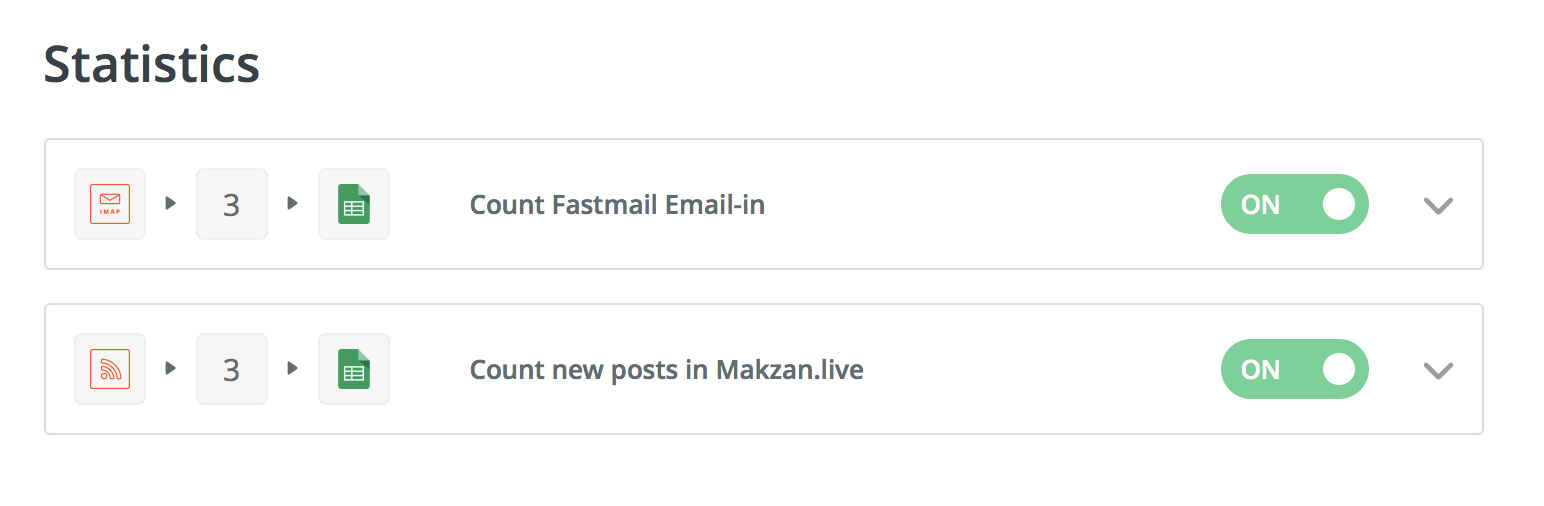 Statistics
IMAP
3
Count Fastmail Email-in
ON
3
Count new posts in Makzan.live
ON